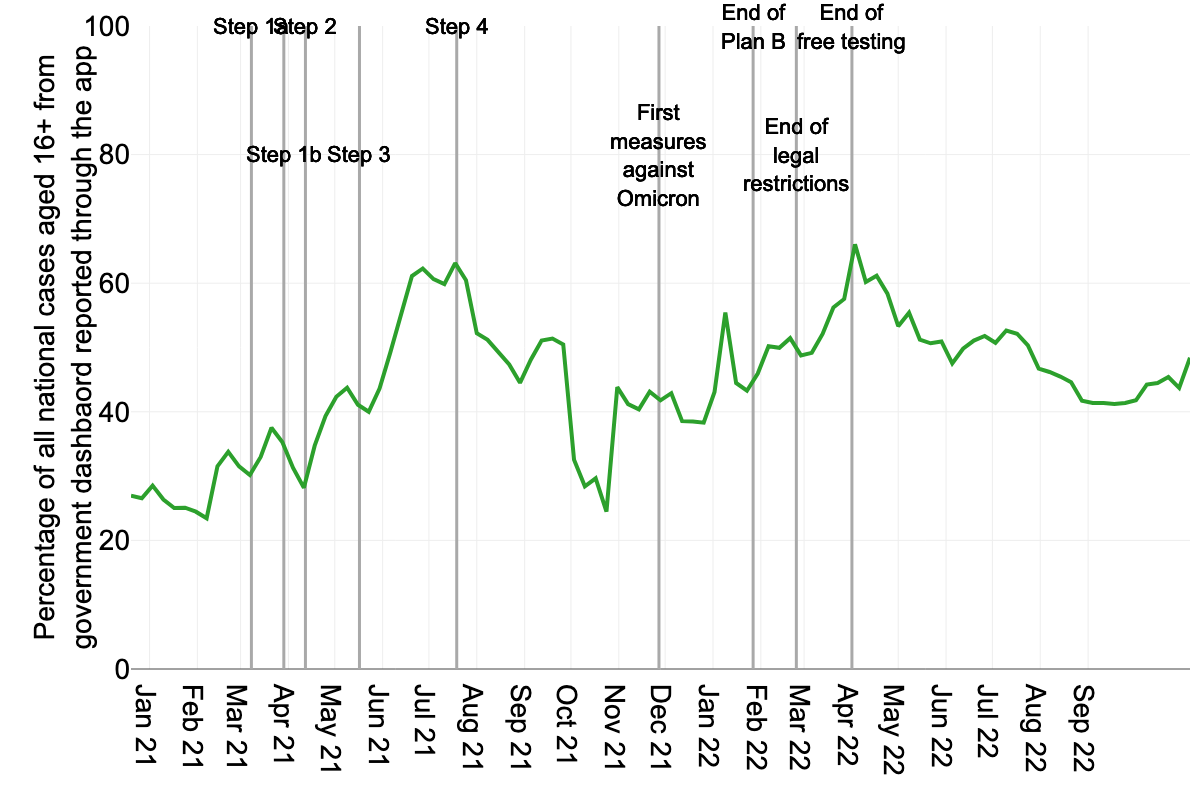 Percentage of all national cases aged 16+ from
government dashbaord reported through the app
100
80
60
40
20
0
Step 1a
Step 2
Step 1b
Step 3
Step 4
First
measures
against
Omicron
End of
Plan B
End of
legal
restrictions
End of
free testing
Jan 21
Feb 21
Mar 21
Apr 21
May 21
Jun 21
Jul 21
Aug 21
Sep 21
Oct 21
Nov 21
Dec 21
Jan 22
Feb 22
Mar 22
Apr 22
May 22
Jun 22
Jul 22
Aug 22
Sep 22